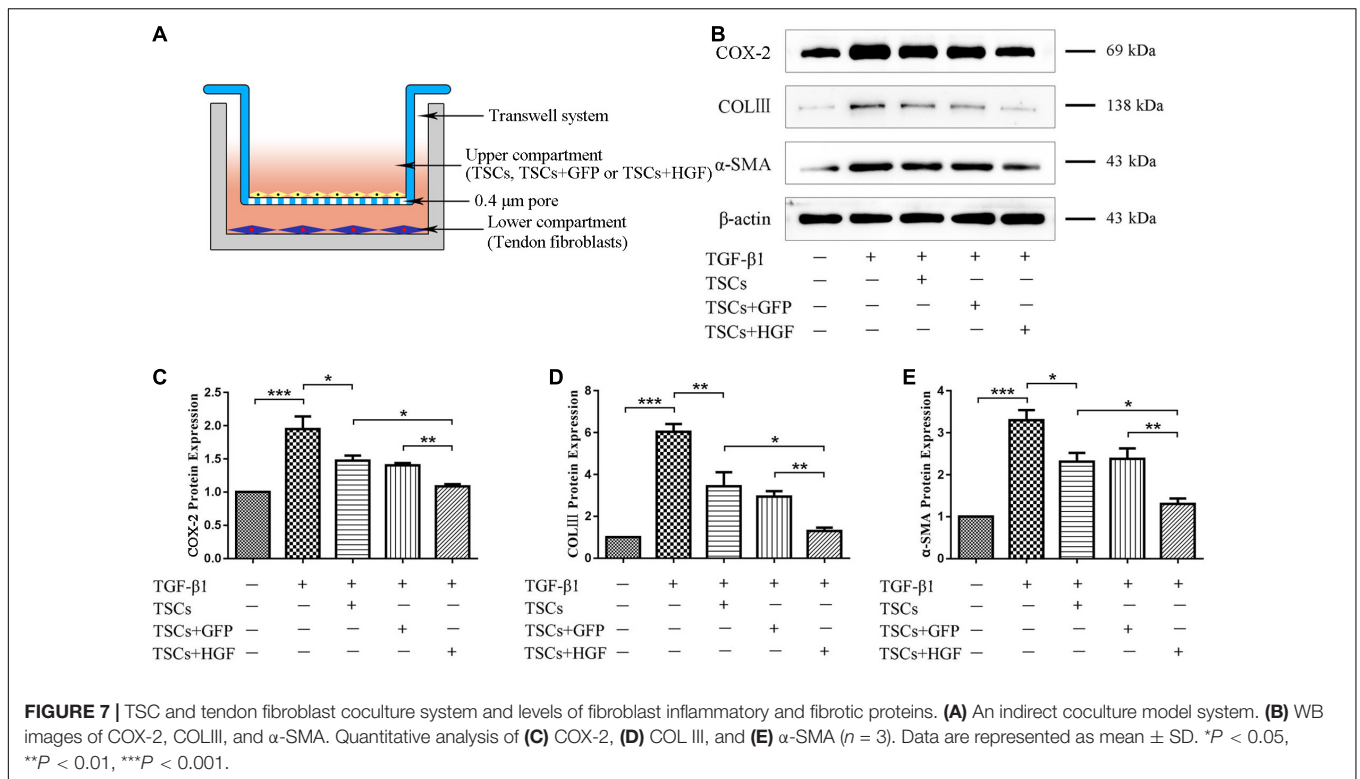 A
Transwell system
Upper compartment
(TSCs, TSCs+GFP or TSCs+HGF)
0.4 μm pore
Lower compartment
(Tendon fibroblasts)
B
COX-2
69 kDa
COLⅢ
138 kDa
α-SMA
43 kDa
β-actin
43 kDa
TGF-β1 — + + + +
TSCs — — + — —
TSCs+GFP — — — + —
TSCs+HGF — — — — +
C
COX-2 Protein Expression
2.5
2.0
1.5
1.0
0.5
0.0
***
*
*
**
TGF-β1 — + + + +
TSCs — — + — —
TSCs+GFP — — — + —
TSCs+HGF — — — — +
D
COLⅢ Protein Expression
8
6
4
2
0
***
**
*
**
TGF-β1 — + + + +
TSCs — — + — —
TSCs+GFP — — — + —
TSCs+HGF — — — — +
E
α-SMA Protein Expression
4
3
2
1
0
***
*
*
**
TGF-β1 — + + + +
TSCs — — + — —
TSCs+GFP — — — + —
TSCs+HGF — — — — +
FIGURE 7 | TSC and tendon fibroblast coculture system and levels of fibroblast inflammatory and fibrotic proteins. (A) An indirect coculture model system. (B) WB
images of COX-2, COLIII, and α-SMA. Quantitative analysis of (C) COX-2, (D) COL III, and (E) α-SMA (n = 3). Data are represented as mean ± SD. *P < 0.05,
**P < 0.01, ***P < 0.001.